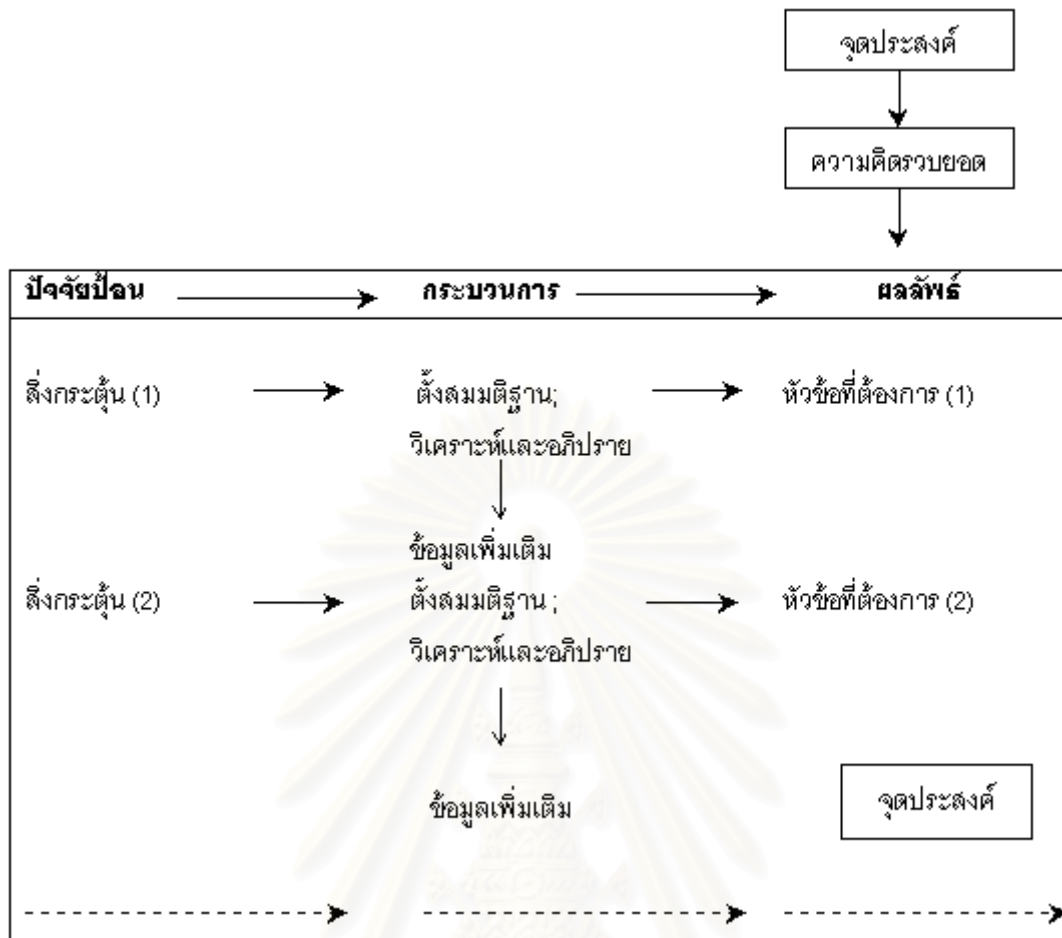 จุดประสงค์
ความคิดรวบยอด
ปัจจัยป้อน กระบวนการ ผลลัพธ์
สิ่งกระตุ้น (1) ตั้งสมมติฐาน; หัวข้อที่ต้องการ (1)
วิเคราะห์และอภิปราย
ข้อมูลเพิ่มเติม
สิ่งกระตุ้น (2) ตั้งสมมติฐาน ; หัวข้อที่ต้องการ (2)
วิเคราะห์และอภิปราย
ข้อมูลเพิ่มเติม จุดประสงค์